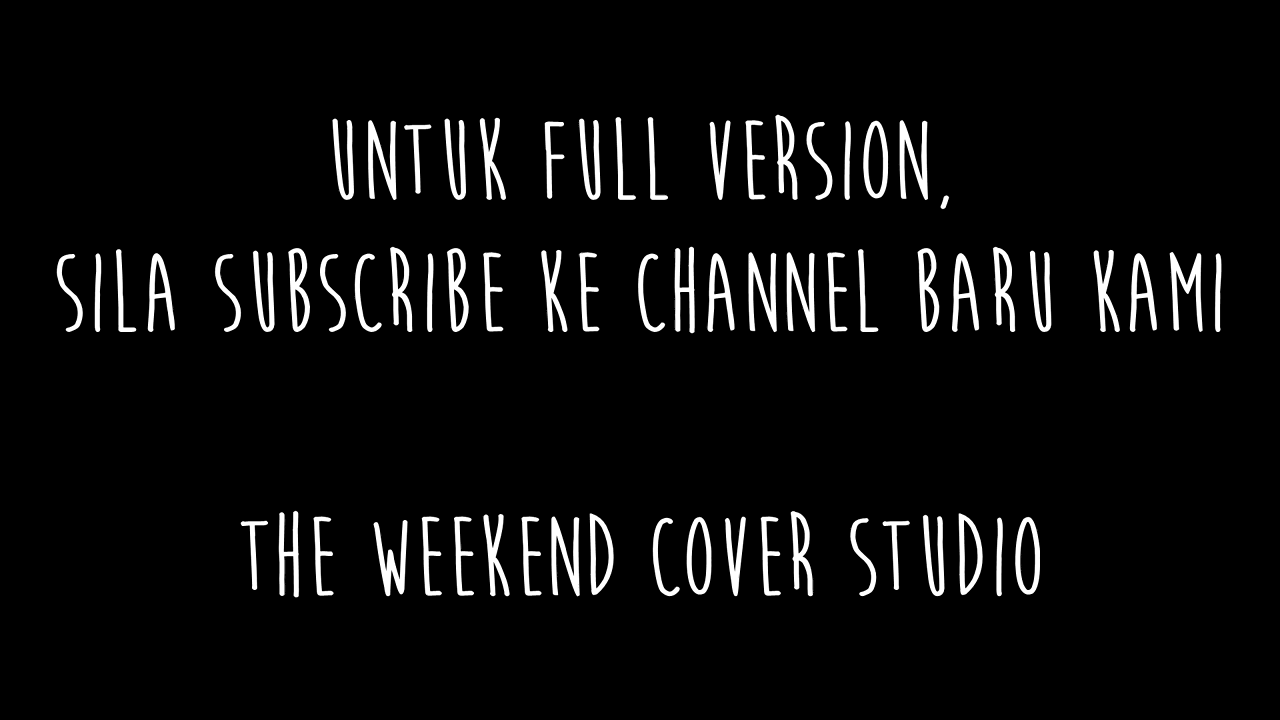 UNTUK FULL VERSION,
SILA SUBSCRIBE KE CHANNEL BARU KAMI
THE WEEKEND COVER STUDIO